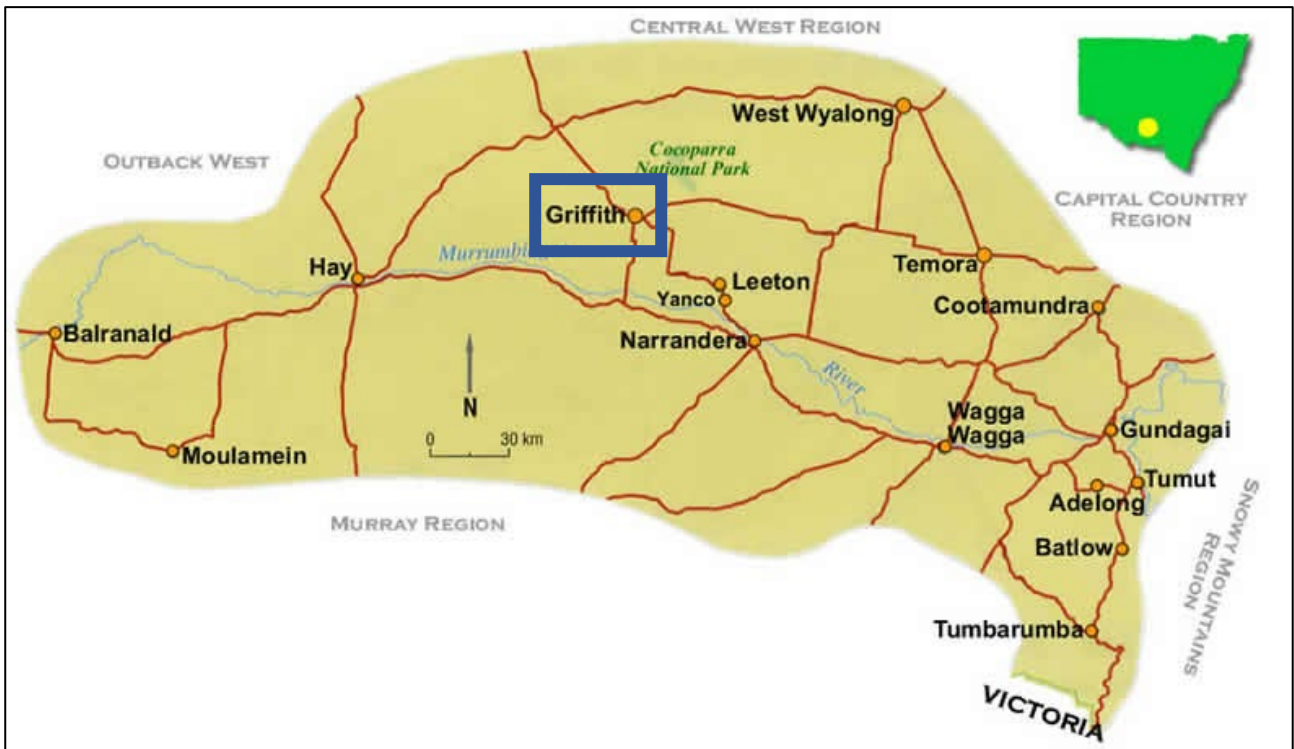 CENTRAL WEST REGION
West Wyalong
OUTBACK WEST
Cocoparra
National Park
CAPITAL COUNTRY
REGION
Griffith
Hay
Temora
Leeton
Yanco
Cootamundra
Balranald
Narrandera
River
N
0 30 km
Wagga
Wagga
Gundagai
Moulamein
Tumut
Adelong
MURRAY REGION
Batlow
SNOWY MOUNTAINS
REGION
Tumbarumba
VICTORIA